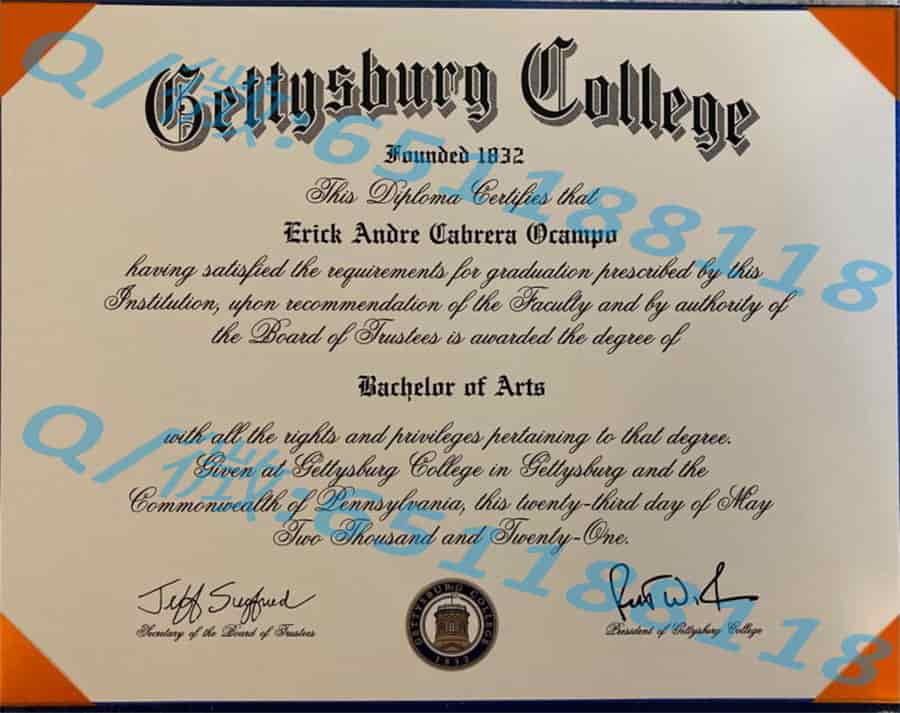 Gettysburg College
Founded 1832
This Diploma Certifies that
Erick Andre Cabrera Ocampo
having satisfied the requirements for graduation prescribed by this
Institution, upon recommendation of the Faculty and by authority of
the Board of Trustees is awarded the degree of
Bachelor of Arts
with all the rights and privileges pertaining to that degree.
Given at Gettysburg College in Gettysburg and the
Commonwealth of Pennsylvania, this twenty-third day of May
Two Thousand and Twenty-One.
Jeff Siegfried
Secretary of the Board of Trustees
GETTYSBURG COLLEGE
1832
President of Gettysburg College
Q/微:65118118
Q/微:65118118